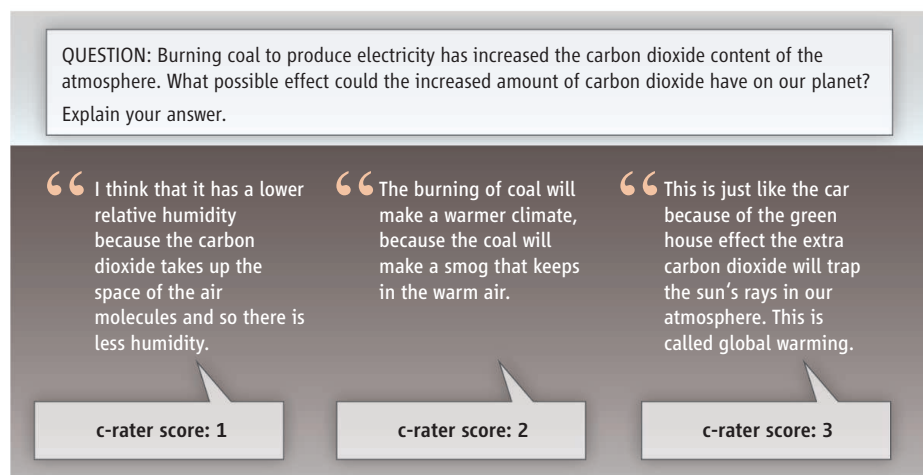 QUESTION: Burning coal to produce electricity has increased the carbon dioxide content of the
atmosphere. What possible effect could the increased amount of carbon dioxide have on our planet?
Explain your answer.
“ I think that it has a lower
relative humidity
because the carbon
dioxide takes up the
space of the air
molecules and so there is
less humidity.
c-rater score: 1
“ The burning of coal will
make a warmer climate,
because the coal will
make a smog that keeps
in the warm air.
c-rater score: 2
“ This is just like the car
because of the green
house effect the extra
carbon dioxide will trap
the sun’s rays in our
atmosphere. This is
called global warming.
c-rater score: 3